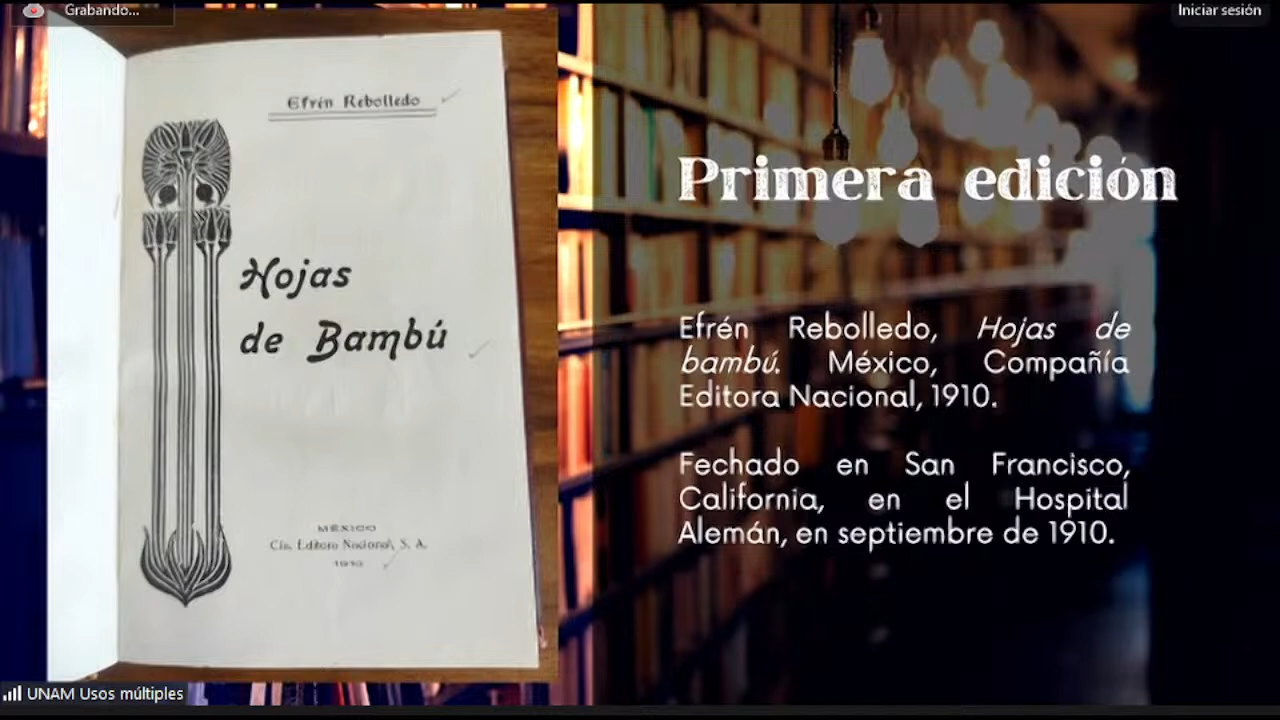 Grabando...
Iniciar sesión
Efrén Rebolledo
Hojas
de Bambú
MÉXICO
Cía. Editora Nacional, S. A.
1910
Primera edición
Efrén Rebolledo, Hojas de
bambú. México, Compañía
Editora Nacional, 1910.
Fechado en San Francisco,
California, en el Hospital
Alemán, en septiembre de 1910.
UNAM Usos múltiples